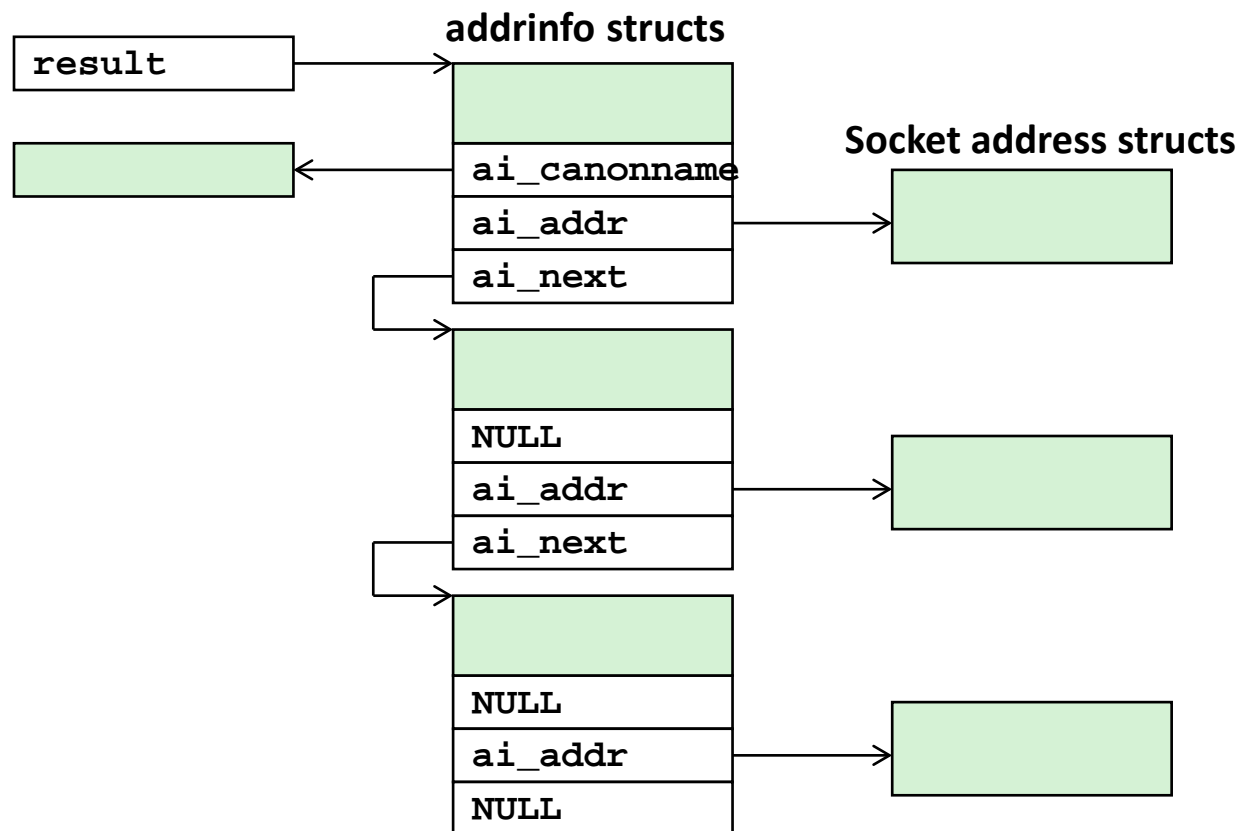 addrinfo structs
result
Socket address structs
ai_canonname
ai_addr
ai_next
NULL
ai_addr
ai_next
NULL
ai_addr
NULL